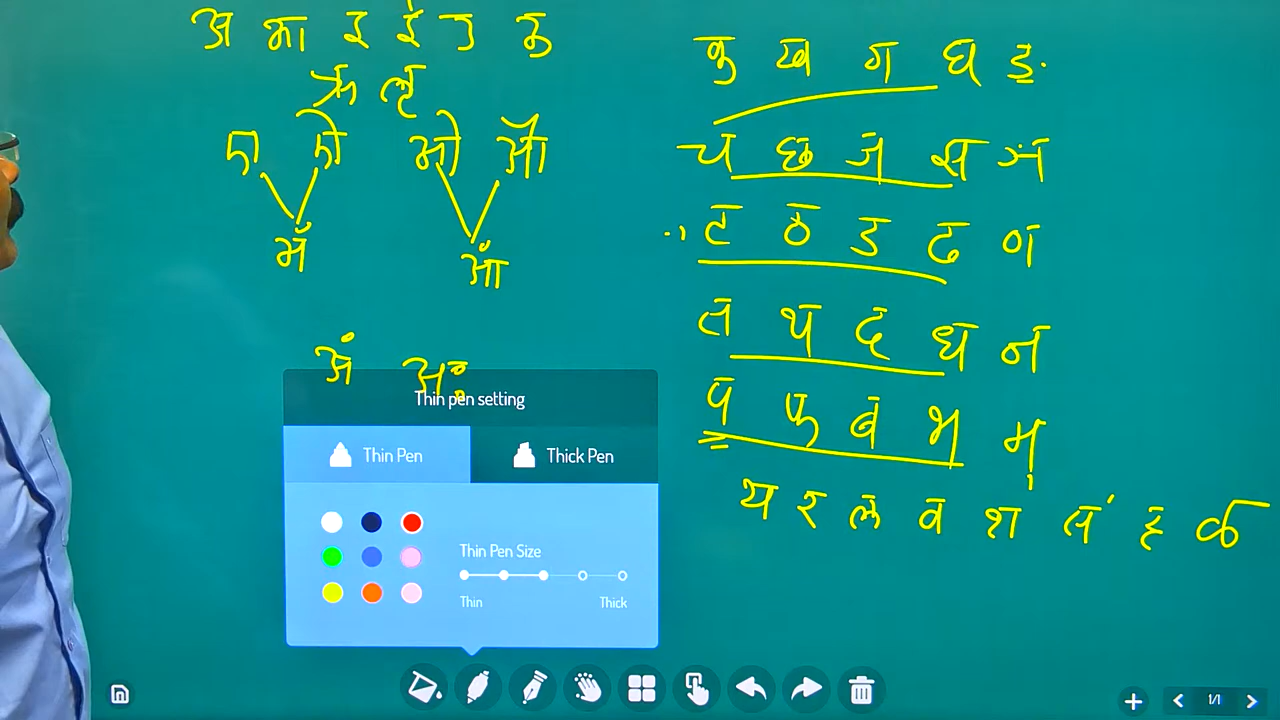 अ आ इ ई उ ऊ
ऋ लृ
ए ऐ ओ औ
अँ आँ
अं अः
क ख ग घ ङ
च छ ज झ ञ
ट ठ ड ढ ण
त थ द ध न
प फ ब भ म
य र ल व श स ह ळ
Thin pen setting
Thin Pen Thick Pen
Thin Pen Size
Thin Thick
1/1